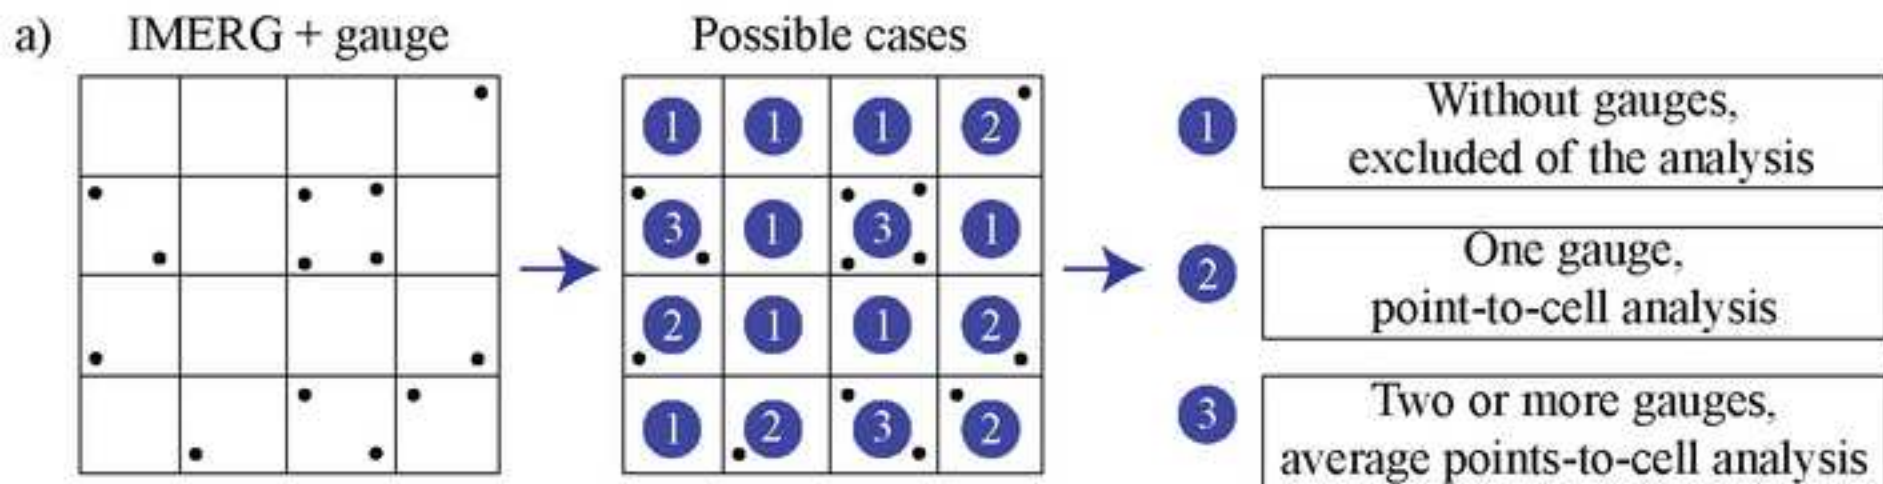 a) IMERG + gauge Possible cases
1 1 1 2
3 1 3 1
2 1 1 2
1 2 3 2
1 Without gauges,
excluded of the analysis
2 One gauge,
point-to-cell analysis
3 Two or more gauges,
average points-to-cell analysis